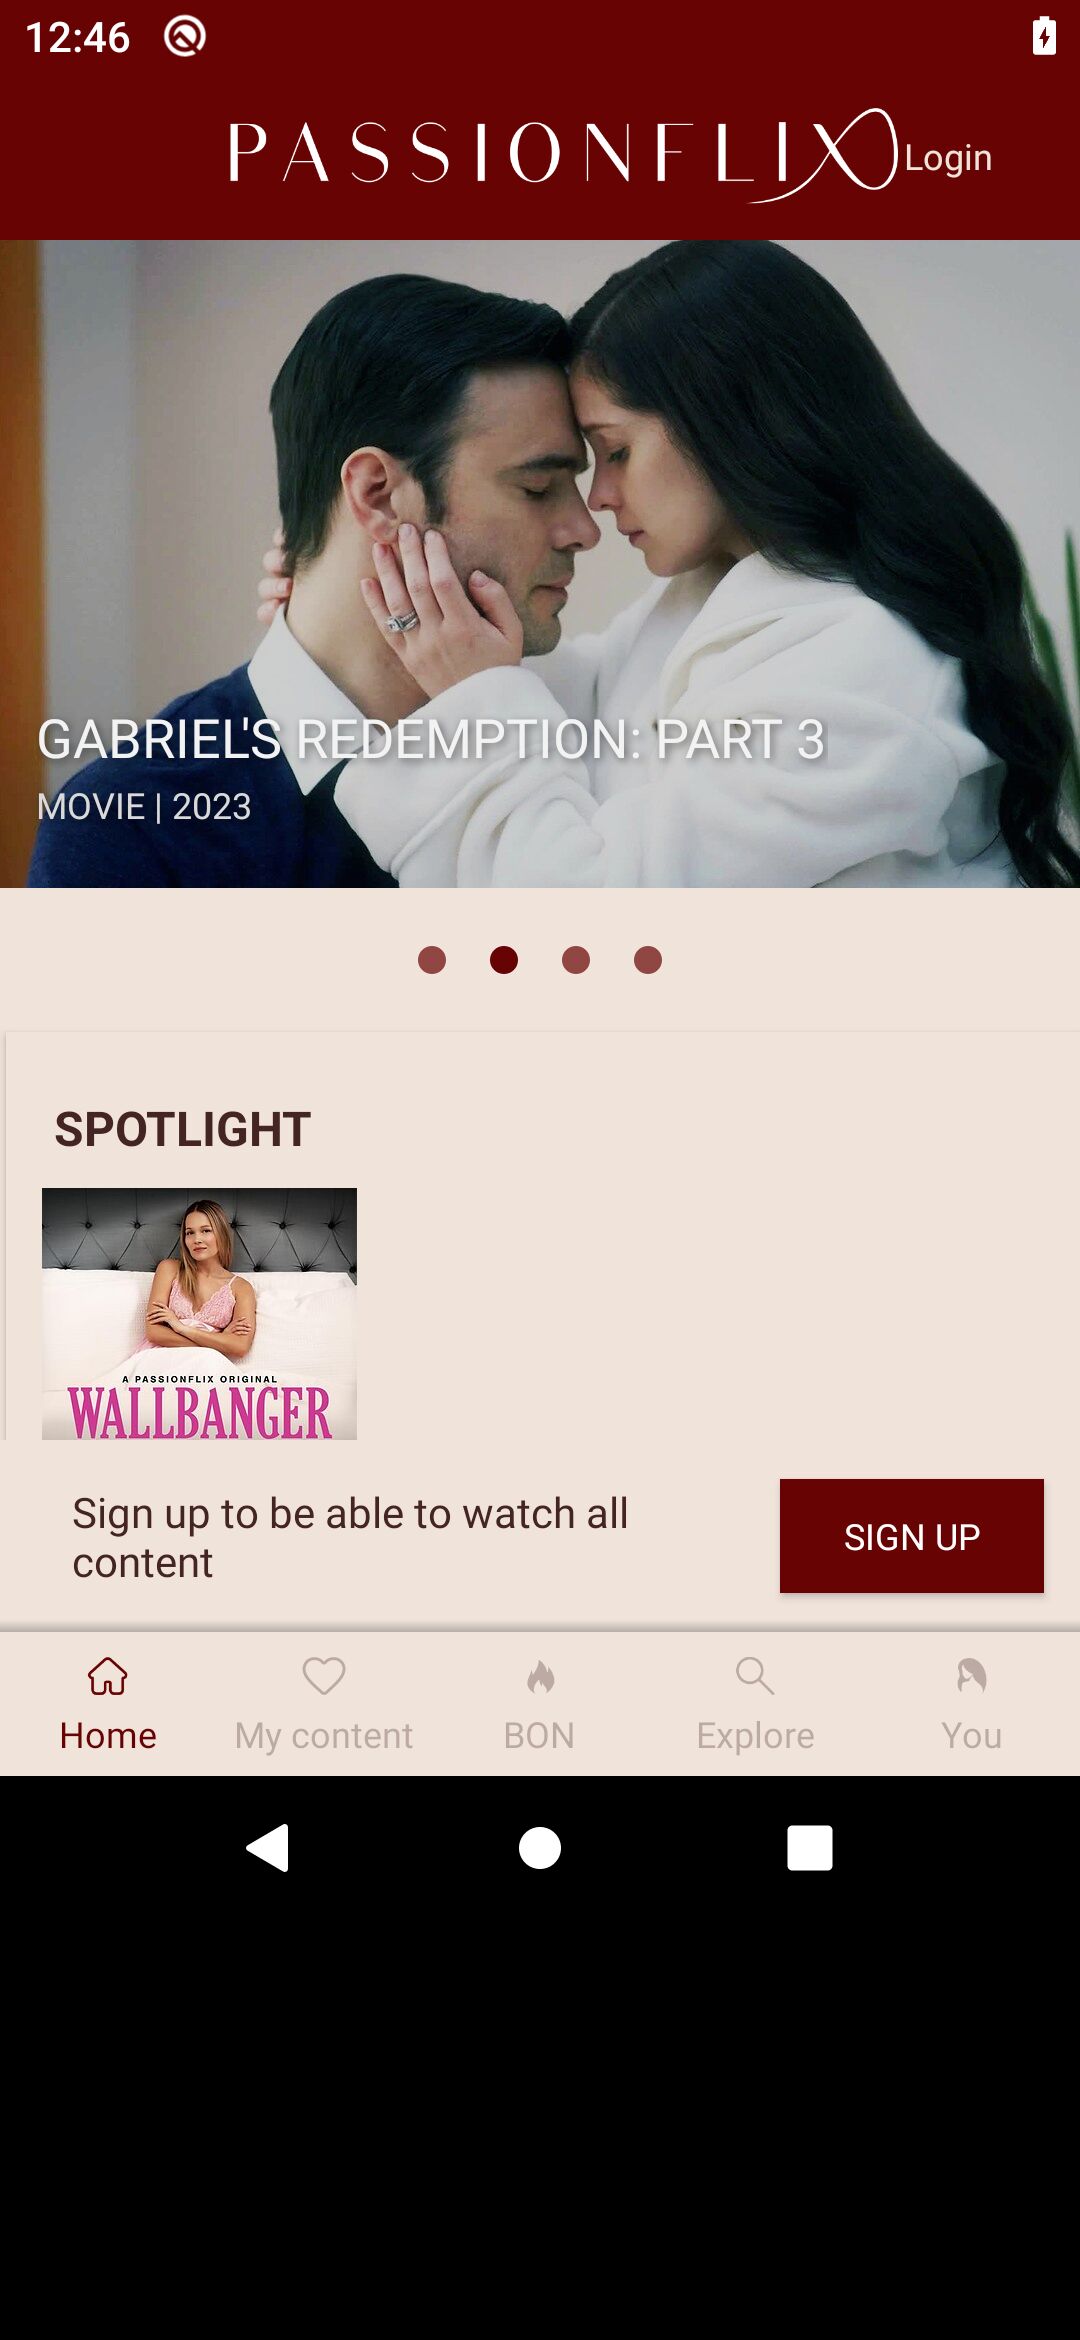 12:46
PASSIONFLIX
Login
GABRIEL'S REDEMPTION: PART 3
MOVIE | 2023
SPOTLIGHT
A PASSIONFLIX ORIGINAL
WALLBANGER
Sign up to be able to watch all
content
SIGN UP
Home
My content
BON
Explore
You